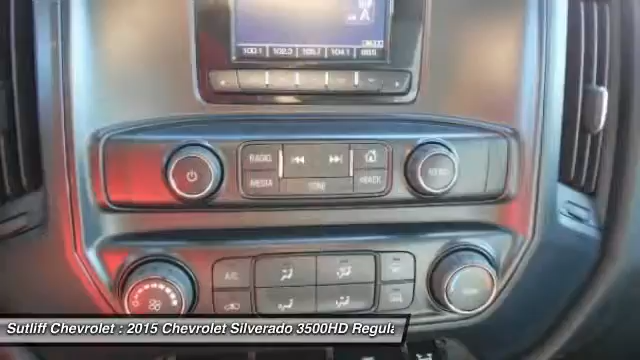 100.1 102.3 105.7 104.1 88.5
RADIO
MEDIA
TONE
BACK
MENU
A/C
Sutliff Chevrolet : 2015 Chevrolet Silverado 3500HD Regula